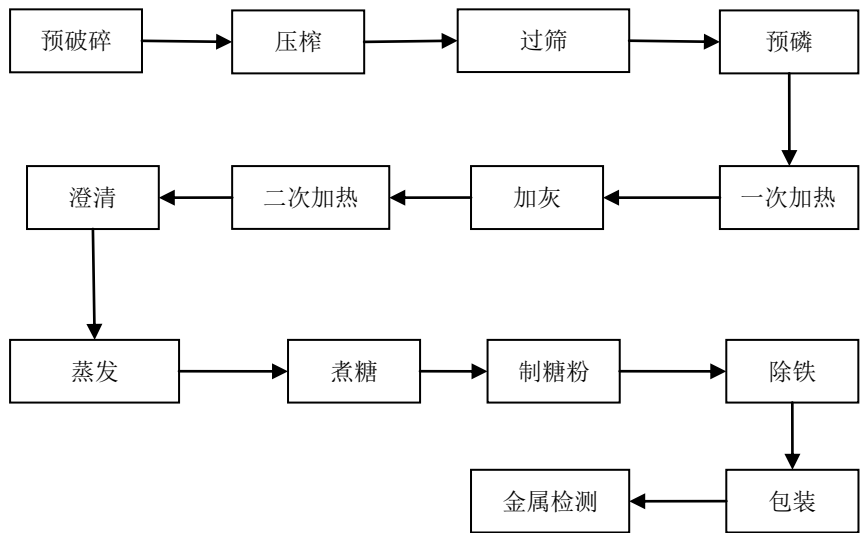 预破碎
压榨
过筛
预磷
一次加热
加灰
二次加热
澄清
蒸发
煮糖
制糖粉
除铁
包装
金属检测